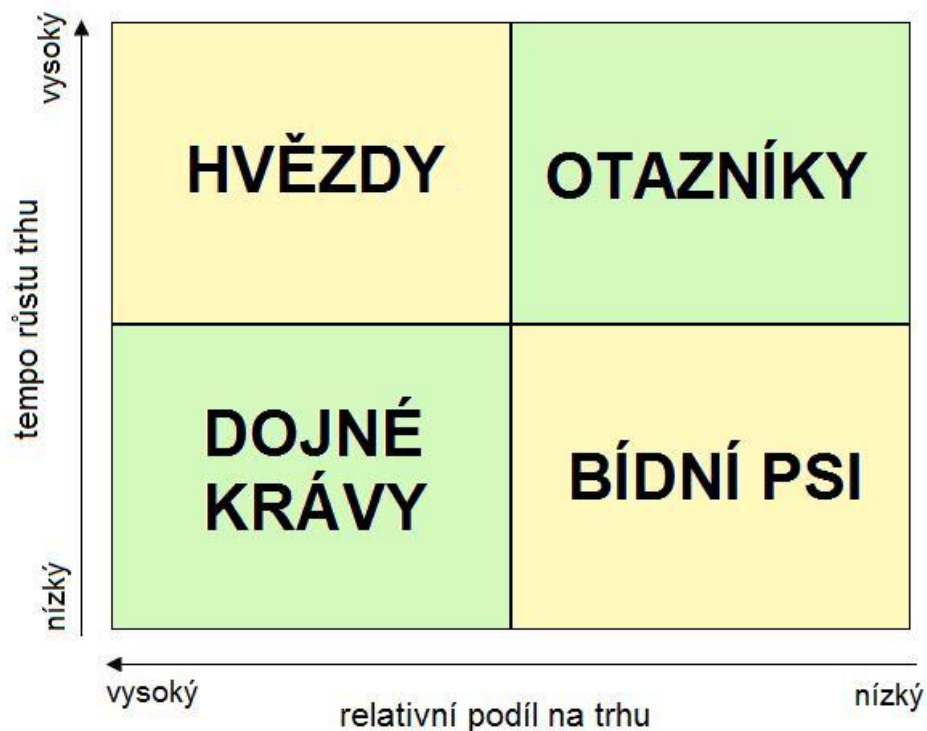 vysoký
HVĚZDY
OTAZNÍKY
tempo růstu trhu
DOJNÉ
KRÁVY
BÍDNÍ PSI
nízký
vysoký
nízký
relativní podíl na trhu